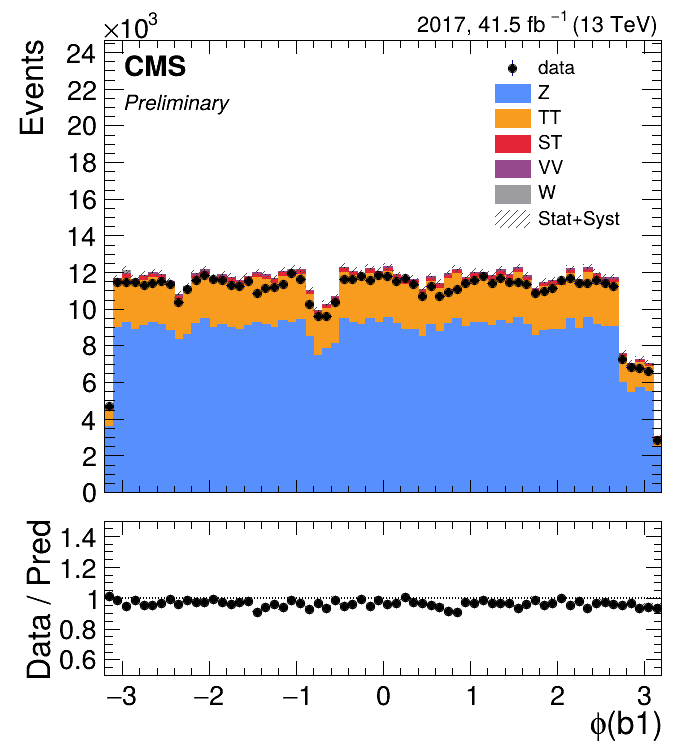 ×10³
2017, 41.5 fb⁻¹ (13 TeV)
Events
CMS
Preliminary
data
Z
TT
ST
VV
W
Stat+Syst
24
22
20
18
16
14
12
10
8
6
4
2
0
Data / Pred
1.4
1.2
1
0.8
0.6
−3 −2 −1 0 1 2 3
ϕ(b1)